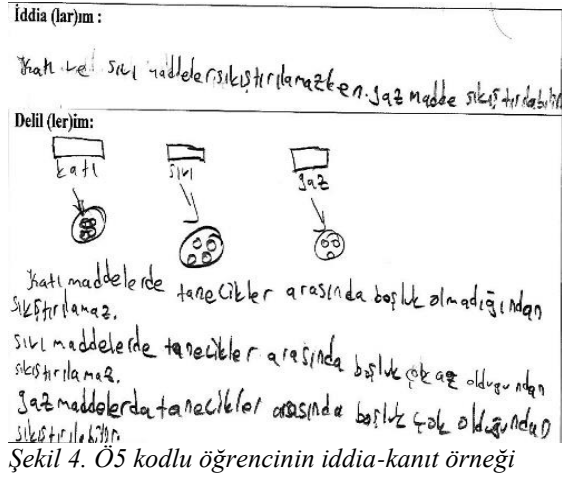 İddia (lar)ım :
Katı ve sıvı maddeler sıkıştırılamazken. gaz madde sıkıştırılabilir
Delil (ler)im:
katı sıvı gaz
Katı maddelerde tanecikler arasında boşluk olmadığından
sıkıştırılamaz.
sıvı maddelerde tanecikler arasında boşluk çok az olduğundan
sıkıştırılamaz.
gaz maddelerda tanecikler arasında boşluk çok olduğundan
sıkıştırılabilir.
Şekil 4. Ö5 kodlu öğrencinin iddia-kanıt örneği